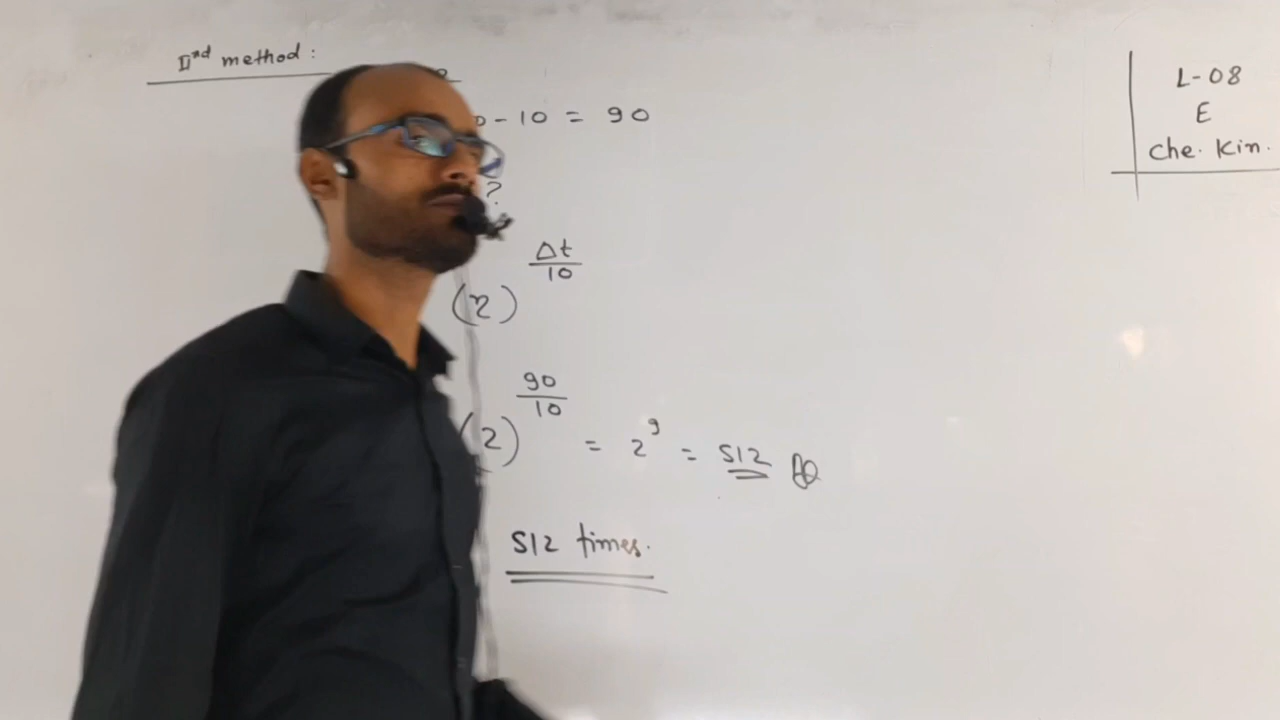 IInd method :
- 10 = 90
?
Δt
10
(2)
90
10
(2) = 2^9 = 512
512 times.
L-08
E
Che. Kin.